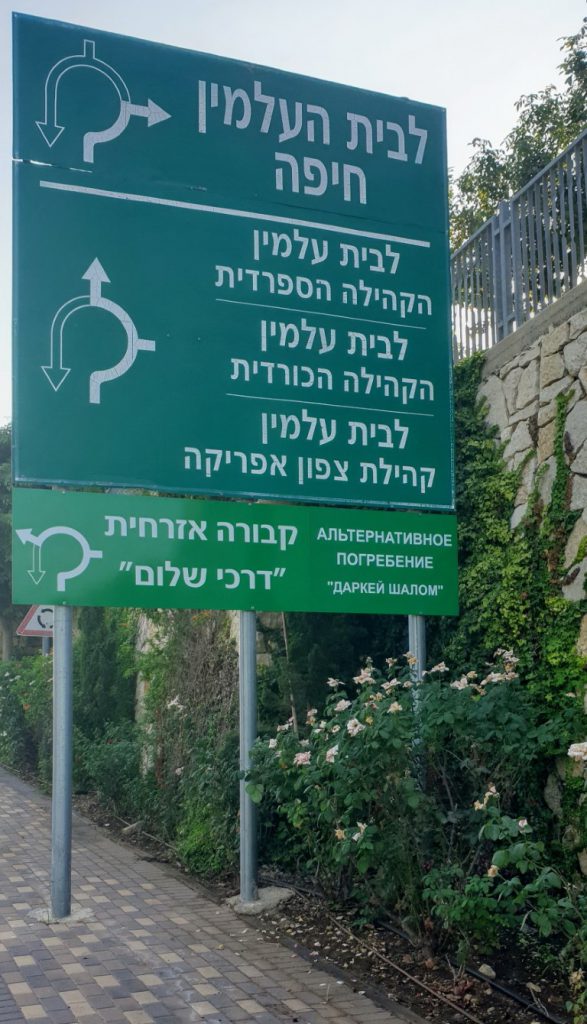 לבית העלמין
חיפה
לבית עלמין
הקהילה הספרדית
לבית עלמין
הקהילה הכורדית
לבית עלמין
קהילת צפון אפריקה
קבורה אזרחית
"דרכי שלום"
АЛЬТЕРНАТИВНОЕ
ПОГРЕБЕНИЕ
"ДАРКЕЙ ШАЛОМ"